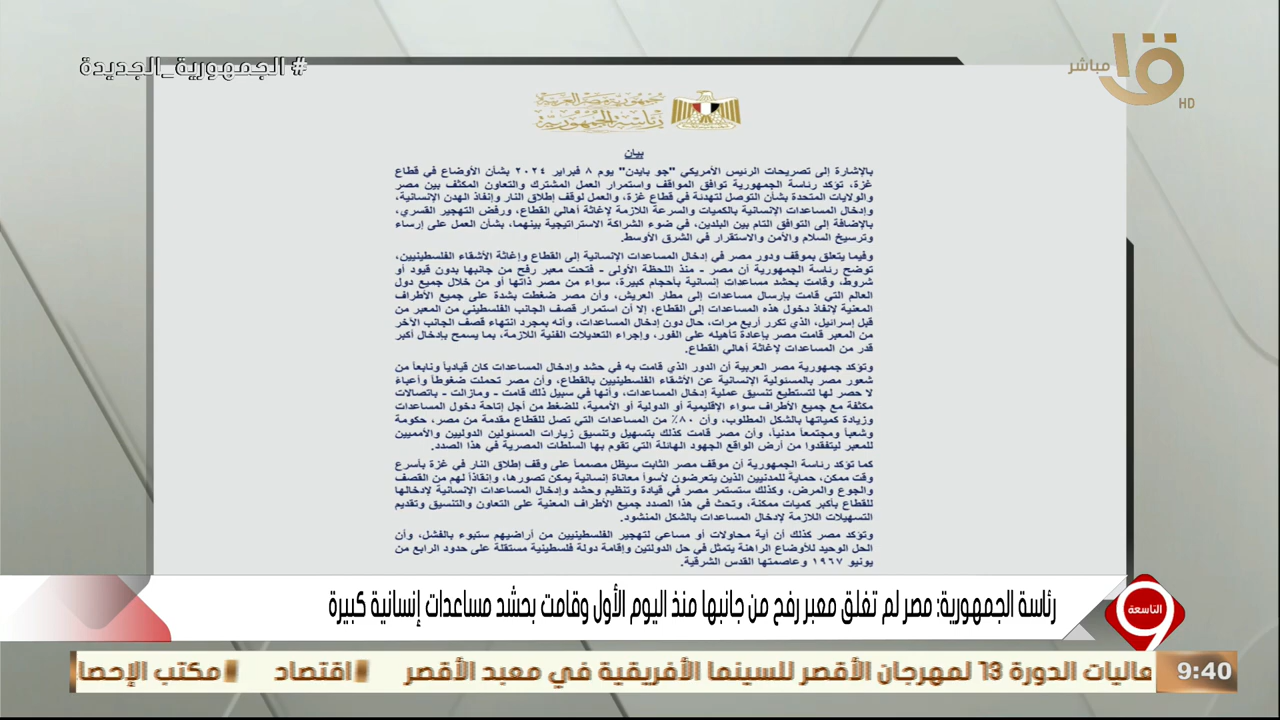 #الجمهورية_الجديدة
مباشر
HD
جمهورية مصر العربية
رئاسة الجمهورية
بيان
بالإشارة إلى تصريحات الرئيس الأمريكي "جو بايدن" يوم ٨ فبراير ٢٠٢٤ بشأن الأوضاع في قطاع
غزة، تؤكد رئاسة الجمهورية توافق المواقف واستمرار العمل المشترك والتعاون المكثف بين مصر
والولايات المتحدة بشأن التوصل لتهدئة في قطاع غزة، والعمل لوقف إطلاق النار وإنفاذ الهدن الإنسانية،
وإدخال المساعدات الإنسانية بالكميات والسرعة اللازمة لإغاثة أهالي القطاع، ورفض التهجير القسري،
بالإضافة إلى التوافق التام بين البلدين، في ضوء الشراكة الاستراتيجية بينهما، بشأن العمل على إرساء
وترسيخ السلام والأمن والاستقرار في الشرق الأوسط.
وفيما يتعلق بموقف ودور مصر في إدخال المساعدات الإنسانية إلى القطاع وإغاثة الأشقاء الفلسطينيين،
توضح رئاسة الجمهورية أن مصر - منذ اللحظة الأولى - فتحت معبر رفح من جانبها بدون قيود أو
شروط، وقامت بحشد مساعدات إنسانية بأحجام كبيرة، سواء من مصر ذاتها أو من خلال جميع دول
العالم التي قامت بإرسال مساعدات إلى مطار العريش، وأن مصر ضغطت بشدة على جميع الأطراف
المعنية لإنفاذ دخول هذه المساعدات إلى القطاع، إلا أن استمرار قصف الجانب الفلسطيني من المعبر من
قبل إسرائيل، الذي تكرر أربع مرات، حال دون إدخال المساعدات، وأنه بمجرد انتهاء قصف الجانب الآخر
من المعبر قامت مصر بإعادة تأهيله على الفور، وإجراء التعديلات الفنية اللازمة، بما يسمح بإدخال أكبر
قدر من المساعدات لإغاثة أهالي القطاع.
وتؤكد جمهورية مصر العربية أن الدور الذي قامت به في حشد وإدخال المساعدات كان قيادياً ونابعاً من
شعور مصر بالمسئولية الإنسانية عن الأشقاء الفلسطينيين بالقطاع، وأن مصر تحملت ضغوطاً وأعباءً
لا حصر لها لتستطيع تنسيق عملية إدخال المساعدات، وأنها في سبيل ذلك قامت - ومازالت - باتصالات
مكثفة مع جميع الأطراف سواء الإقليمية أو الدولية أو الأممية، للضغط من أجل إتاحة دخول المساعدات
وزيادة كمياتها بالشكل المطلوب، وأن ٨٠٪ من المساعدات التي تصل للقطاع مقدمة من مصر، حكومة
وشعباً ومجتمعاً مدنياً، وأن مصر قامت كذلك بتسهيل وتنسيق زيارات المسئولين الدوليين والأمميين
للمعبر ليتفقدوا من أرض الواقع الجهود الهائلة التي تقوم بها السلطات المصرية في هذا الصدد.
كما تؤكد رئاسة الجمهورية أن موقف مصر الثابت سيظل مصمماً على وقف إطلاق النار في غزة بأسرع
وقت ممكن، حماية للمدنيين الذين يتعرضون لأسوأ معاناة إنسانية يمكن تصورها، وإنقاذاً لهم من القصف
والجوع والمرض، وكذلك ستستمر مصر في قيادة وتنظيم وحشد وإدخال المساعدات الإنسانية لإدخالها
للقطاع بأكبر كميات ممكنة، وتحث في هذا الصدد جميع الأطراف المعنية على التعاون والتنسيق وتقديم
التسهيلات اللازمة لإدخال المساعدات بالشكل المنشود.
وتؤكد مصر كذلك أن أية محاولات أو مساعي لتهجير الفلسطينيين من أراضيهم ستبوء بالفشل، وأن
الحل الوحيد للأوضاع الراهنة يتمثل في حل الدولتين وإقامة دولة فلسطينية مستقلة على حدود الرابع من
يونيو ١٩٦٧ وعاصمتها القدس الشرقية.
التاسعة
9
رئاسة الجمهورية: مصر لم تغلق معبر رفح من جانبها منذ اليوم الأول وقامت بحشد مساعدات إنسانية كبيرة
9:40
عاليات الدورة 13 لمهرجان الأقصر للسينما الأفريقية في معبد الأقصر اقتصاد مكتب الإحصا